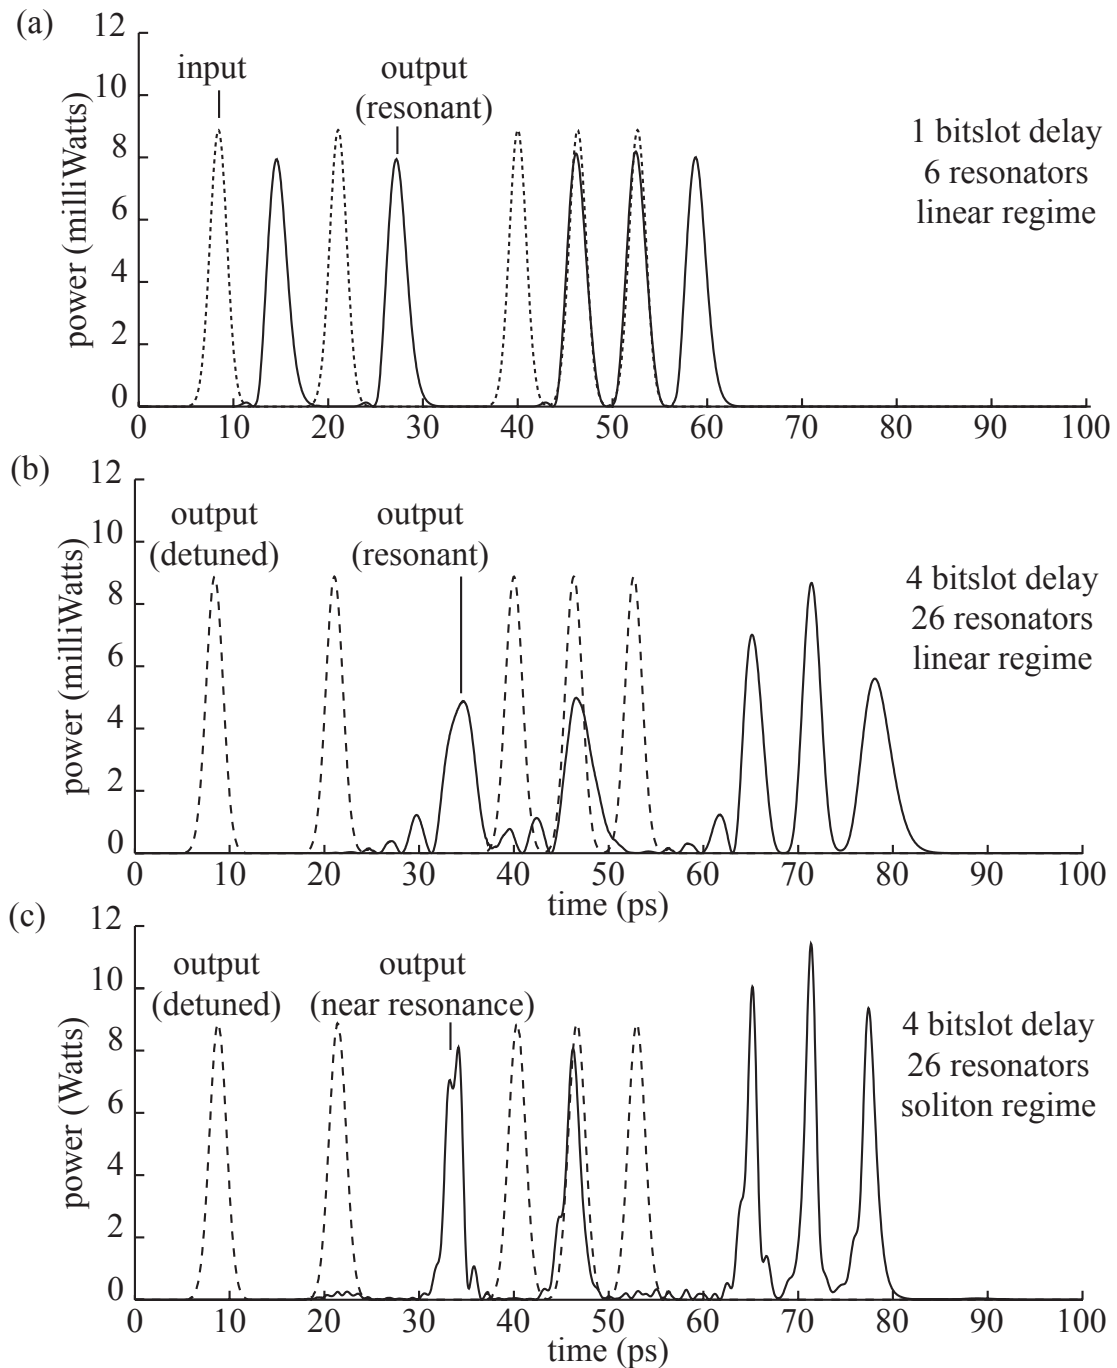 (a)
12
10
8
6
4
2
0
power (milliWatts)
input
output
(resonant)
1 bitslot delay
6 resonators
linear regime
0 10 20 30 40 50 60 70 80 90 100
(b)
12
10
8
6
4
2
0
power (milliWatts)
output
(detuned)
output
(resonant)
4 bitslot delay
26 resonators
linear regime
0 10 20 30 40 50 60 70 80 90 100
time (ps)
(c)
12
10
8
6
4
2
0
power (Watts)
output
(detuned)
output
(near resonance)
4 bitslot delay
26 resonators
soliton regime
0 10 20 30 40 50 60 70 80 90 100
time (ps)